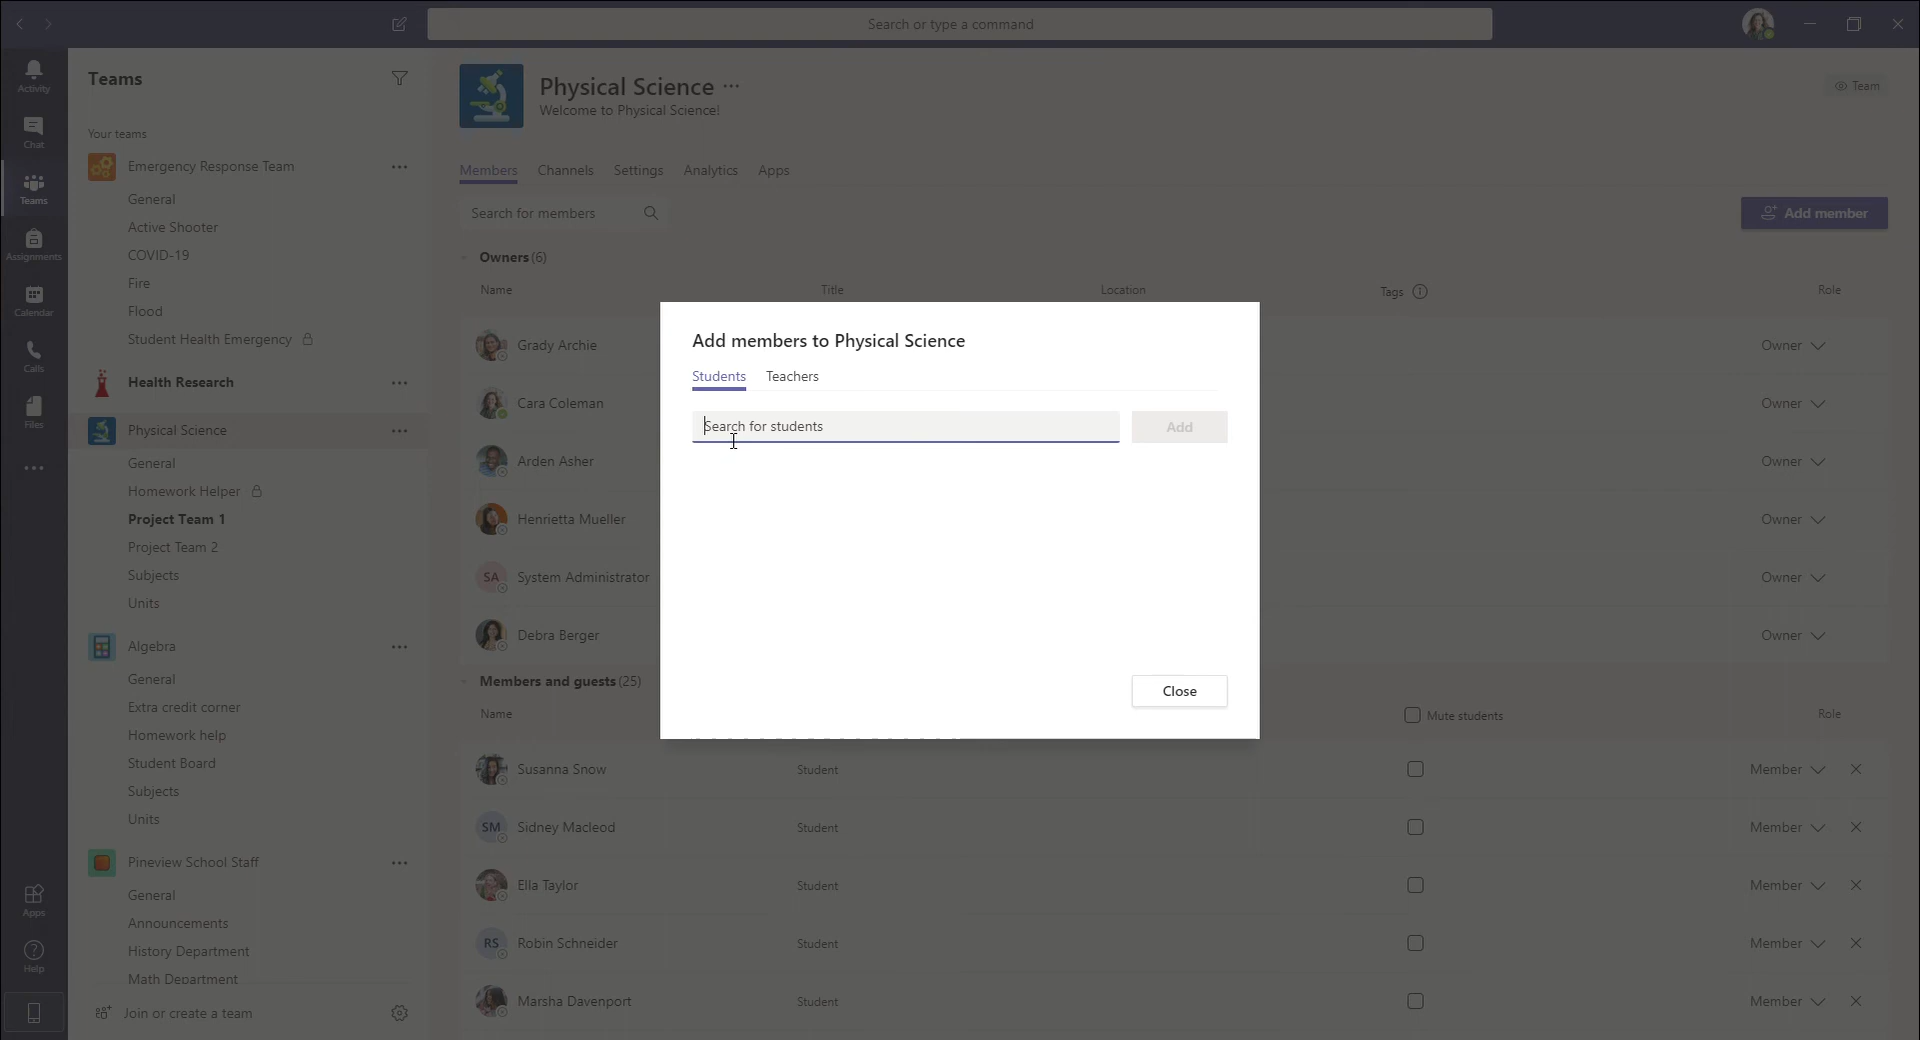 Search or type a command
Activity
Chat
Teams
Assignments
Calendar
Calls
Files
Apps
Help
Teams
Your teams
Emergency Response Team
General
Active Shooter
COVID-19
Fire
Flood
Student Health Emergency
Health Research
Physical Science
General
Homework Helper
Project Team 1
Project Team 2
Subjects
Units
Algebra
General
Extra credit corner
Homework help
Student Board
Subjects
Units
Pineview School Staff
General
Announcements
History Department
Math Department
Join or create a team
Physical Science
Welcome to Physical Science!
Team
Members Channels Settings Analytics Apps
Search for members
Add member
Owners (6)
Name Title Location Tags Role
Grady Archie Owner
Cara Coleman Owner
Arden Asher Owner
Henrietta Mueller Owner
SA System Administrator Owner
Debra Berger Owner
Members and guests (25)
Name Mute students Role
Susanna Snow Student Member
SM Sidney Macleod Student Member
Ella Taylor Student Member
RS Robin Schneider Student Member
Marsha Davenport Student Member
Add members to Physical Science
Students Teachers
Search for students Add
Close